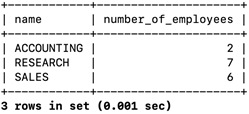 +------------+---------------------+
| name       | number_of_employees |
+------------+---------------------+
| ACCOUNTING |                   2 |
| RESEARCH   |                   7 |
| SALES      |                   6 |
+------------+---------------------+
3 rows in set (0.001 sec)